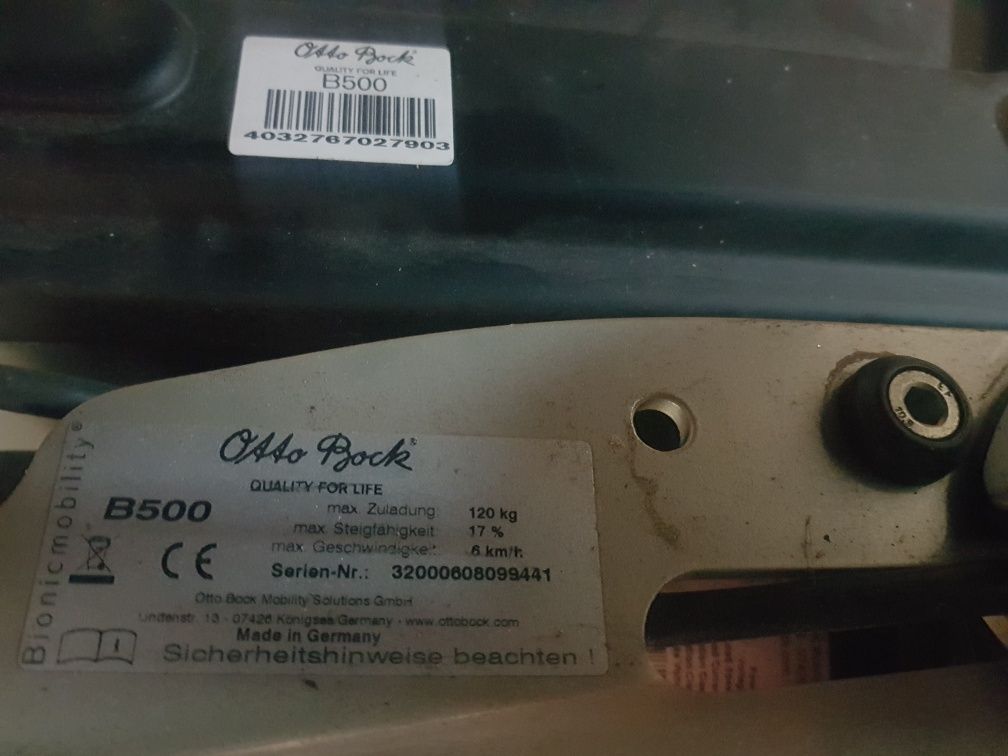 Otto Bock
QUALITY FOR LIFE
B500
4032767027903
Otto Bock®
QUALITY FOR LIFE
Bionicmobility®
B500
max. Zuladung: 120 kg
max. Steigfähigkeit: 17 %
max. Geschwindigkeit: 6 km/h
CE
Serien-Nr.: 32000608099441
Otto Bock Mobility Solutions GmbH
Lindenstr. 13 · 07426 Königsee/Germany · www.ottobock.com
Made in Germany
Sicherheitshinweise beachten !
10.9